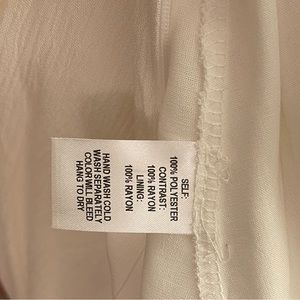 SELF:
100% POLYESTER
CONTRAST:
100% RAYON
LINING:
100% RAYON
HAND WASH COLD
WASH SEPARATELY
COLOR WILL BLEED
HANG TO DRY